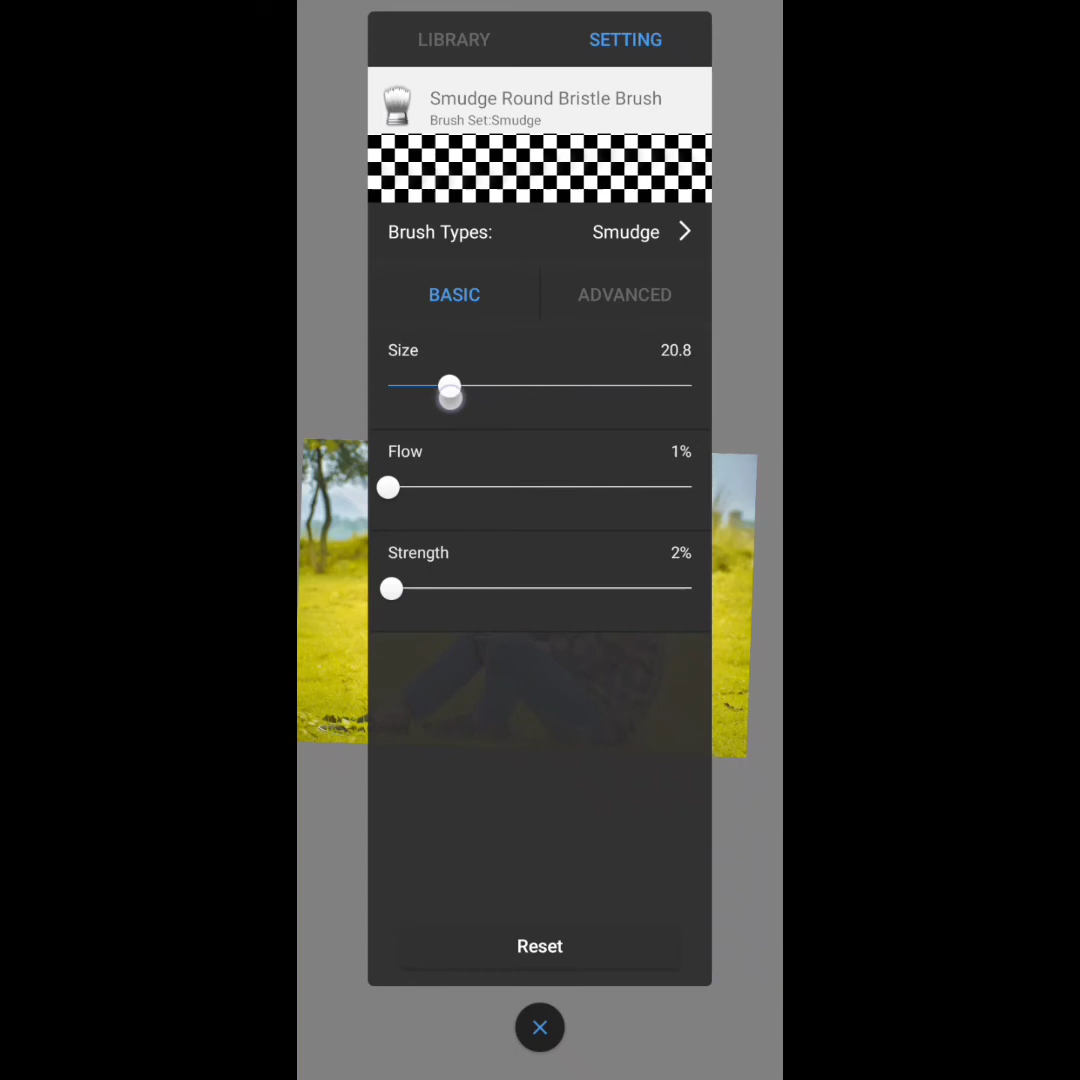 LIBRARY SETTING
Smudge Round Bristle Brush
Brush Set:Smudge
Brush Types: Smudge
BASIC ADVANCED
Size 20.8
Flow 1%
Strength 2%
Reset